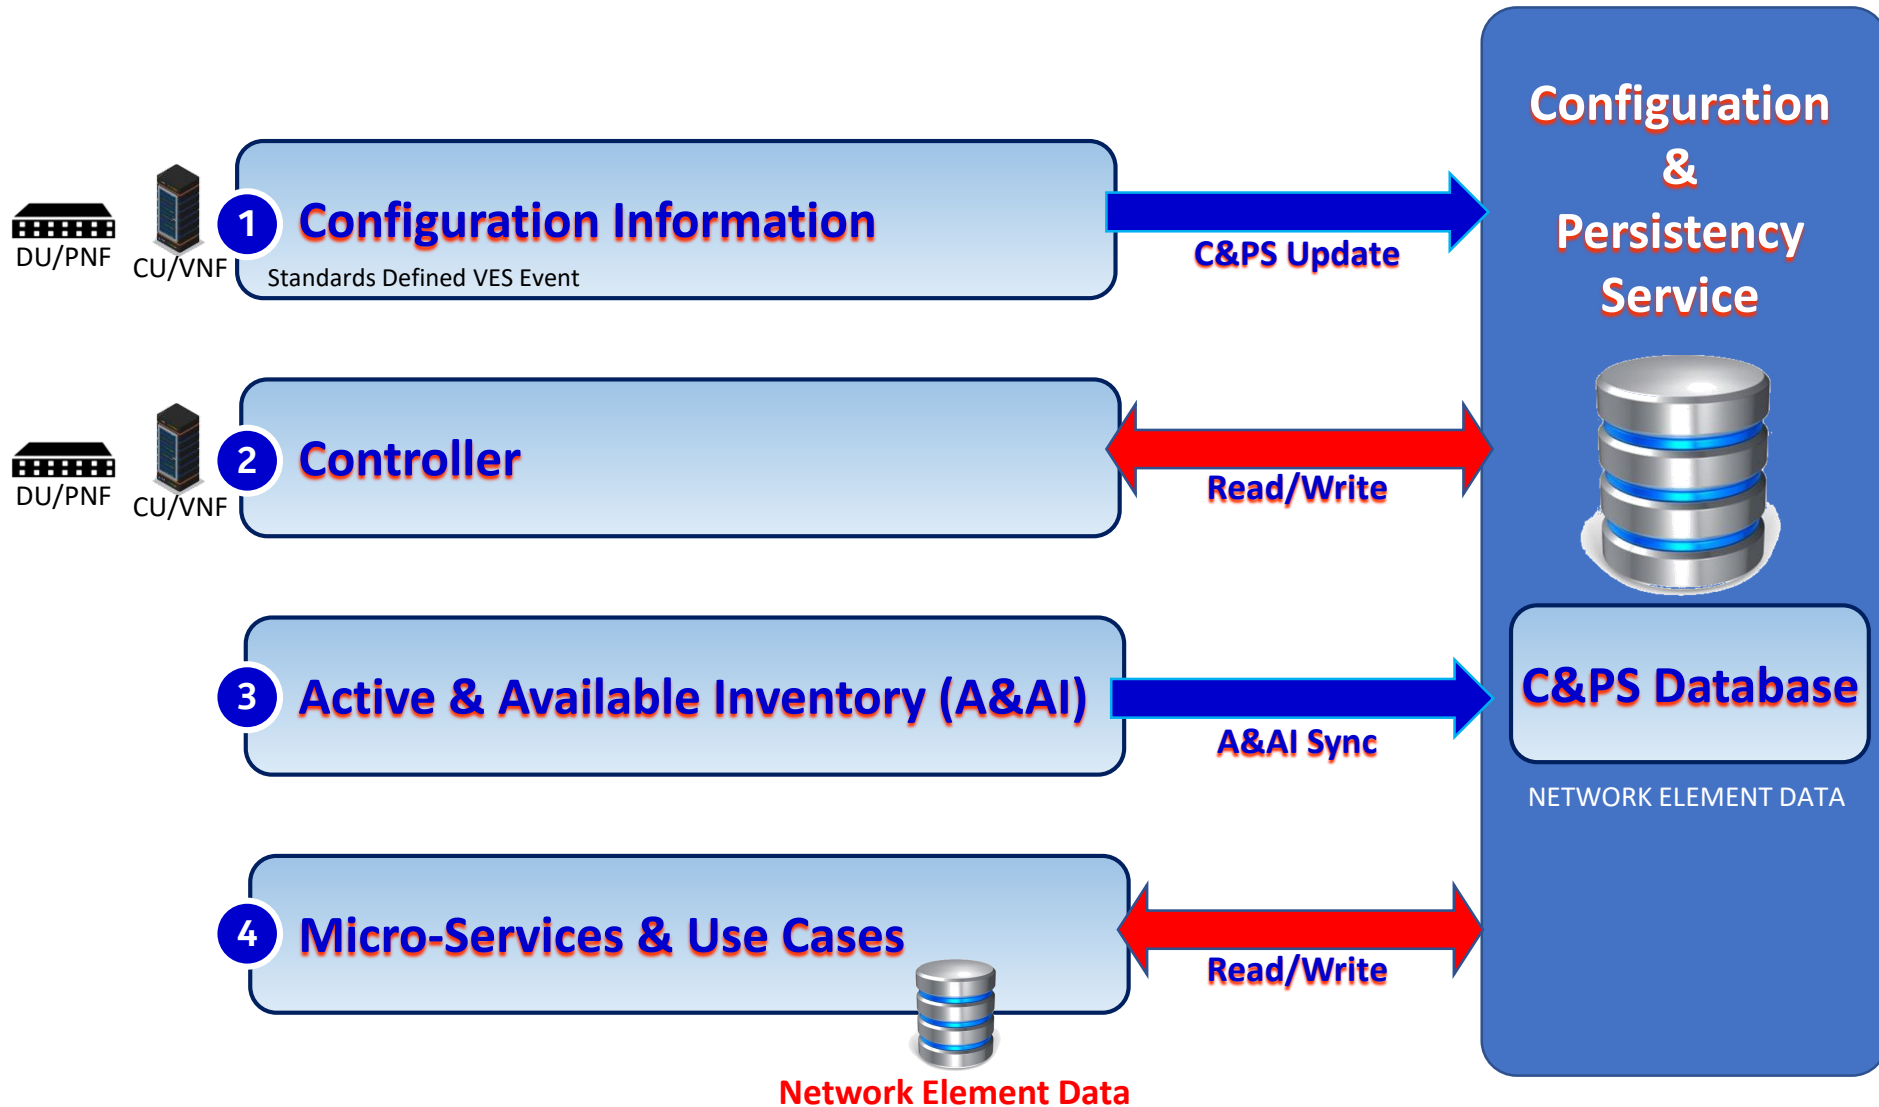 Configuration
&
Persistency
Service
1
Configuration Information
Standards Defined VES Event
DU/PNF
CU/VNF
C&PS Update
2
Controller
DU/PNF
CU/VNF
Read/Write
3
Active & Available Inventory (A&AI)
A&AI Sync
C&PS Database
NETWORK ELEMENT DATA
4
Micro-Services & Use Cases
Read/Write
Network Element Data